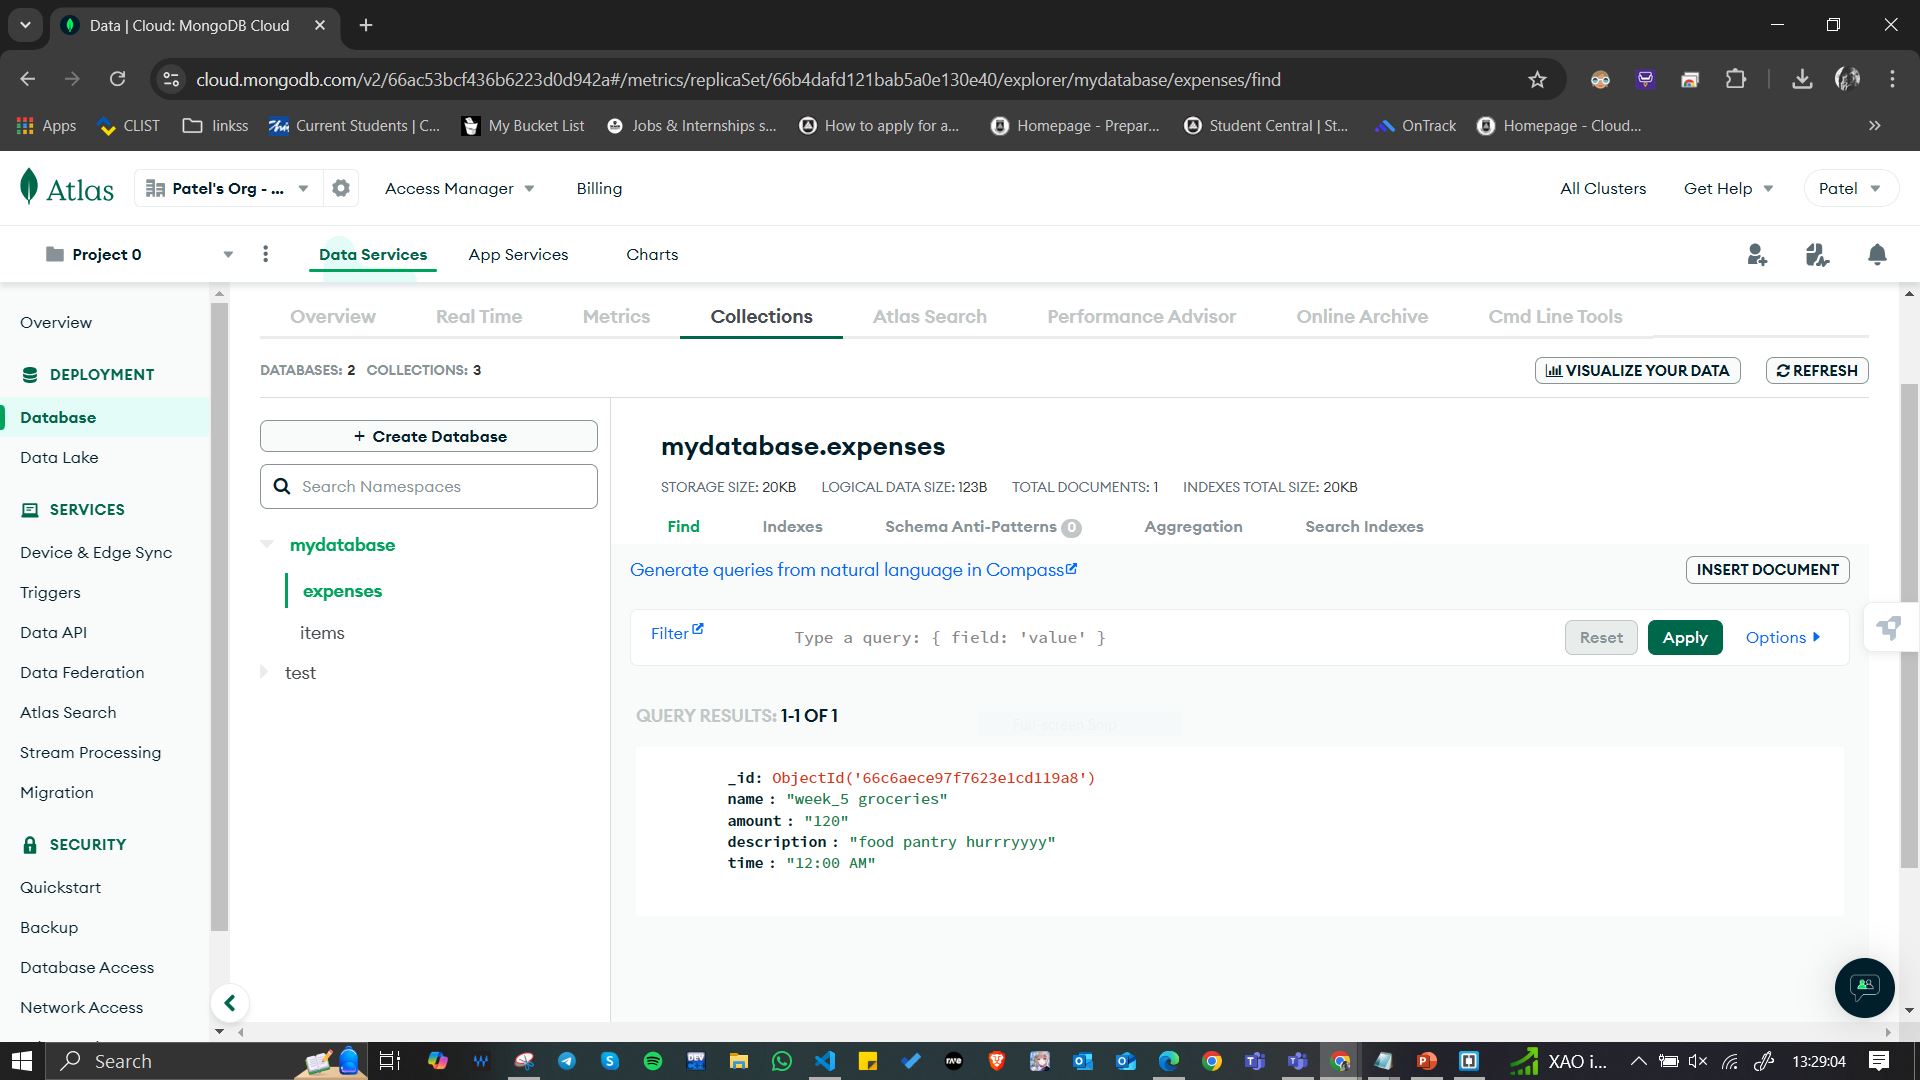 Data | Cloud: MongoDB Cloud
cloud.mongodb.com/v2/66ac53bcf436b6223d0d942a#/metrics/replicaSet/66b4dafd121bab5a0e130e40/explorer/mydatabase/expenses/find
Apps CLIST linkss Current Students | C... My Bucket List Jobs & Internships s... How to apply for a... Homepage - Prepar... Student Central | St... OnTrack Homepage - Cloud...
Atlas Patel's Org - ... Access Manager Billing All Clusters Get Help Patel
Project 0 Data Services App Services Charts
Overview
DEPLOYMENT
Database
Data Lake
SERVICES
Device & Edge Sync
Triggers
Data API
Data Federation
Atlas Search
Stream Processing
Migration
SECURITY
Quickstart
Backup
Database Access
Network Access
Overview Real Time Metrics Collections Atlas Search Performance Advisor Online Archive Cmd Line Tools
DATABASES: 2 COLLECTIONS: 3
VISUALIZE YOUR DATA REFRESH
+ Create Database
Search Namespaces
mydatabase
expenses
items
test
mydatabase.expenses
STORAGE SIZE: 20KB LOGICAL DATA SIZE: 123B TOTAL DOCUMENTS: 1 INDEXES TOTAL SIZE: 20KB
Find Indexes Schema Anti-Patterns 0 Aggregation Search Indexes
Generate queries from natural language in Compass
INSERT DOCUMENT
Filter Type a query: { field: 'value' } Reset Apply Options
QUERY RESULTS: 1-1 OF 1
Full-screen Snip
_id: ObjectId('66c6aece97f7623e1cd119a8')
name : "week_5 groceries"
amount : "120"
description : "food pantry hurrryyyy"
time : "12:00 AM"
Search
XAO i...
13:29:04